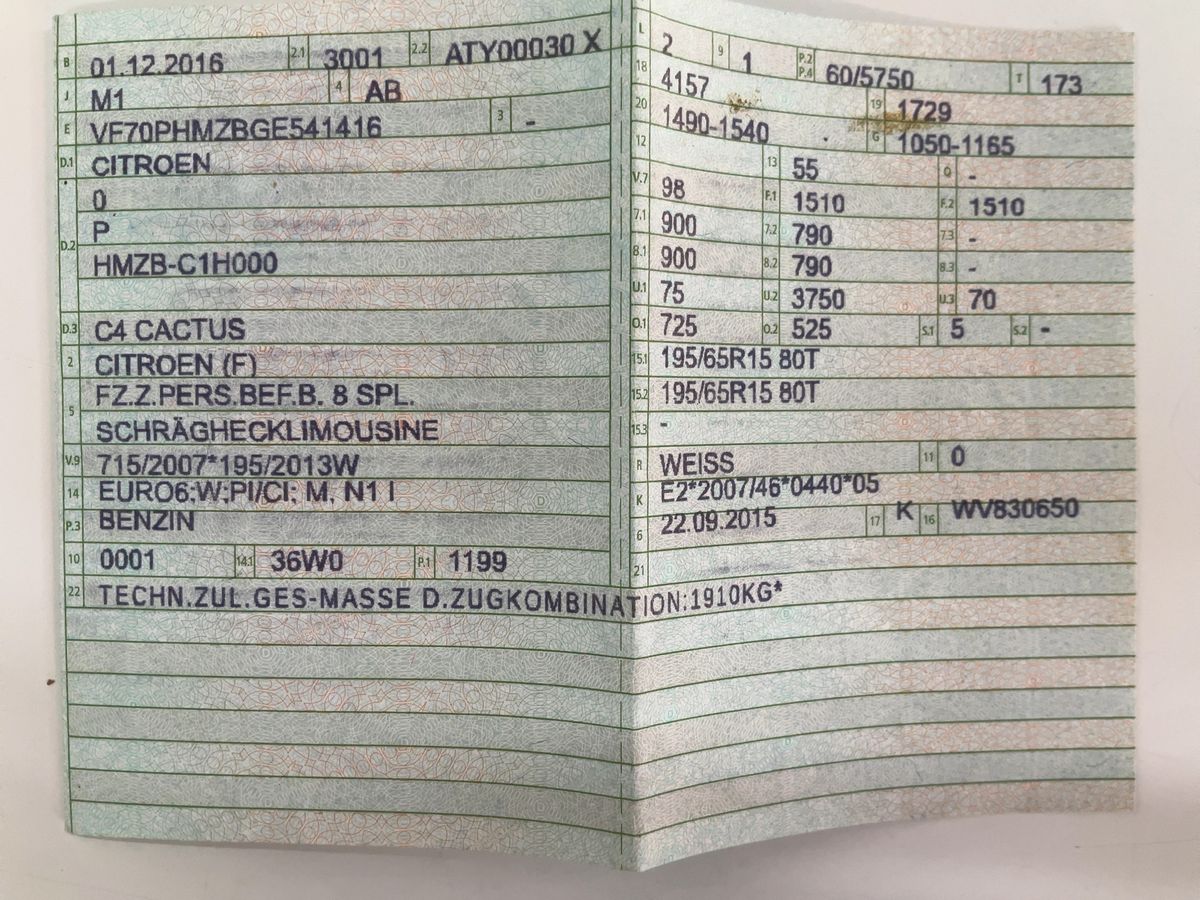 B 01.12.2016 2.1 3001 2.2 ATY00030 X
J M1 4 AB
E VF70PHMZBGE541416 3 -
D.1 CITROEN
0
D.2 P
HMZB-C1H000
D.3 C4 CACTUS
2 CITROEN (F)
5 FZ.Z.PERS.BEF.B. 8 SPL.
SCHRÄGHECKLIMOUSINE
V.9 715/2007*195/2013W
14 EURO6;W;PI/CI; M, N1 I
P.3 BENZIN
10 0001 14.1 36W0 P.1 1199
22 TECHN.ZUL.GES-MASSE D.ZUGKOMBINATION:1910KG*
L 2 9 1 P.2 P.4 60/5750 T 173
18 4157 19 1729
20 1490-1540 G 1050-1165
12 13 55 Q -
V.7 98 F.1 1510 F.2 1510
7.1 900 7.2 790 7.3 -
8.1 900 8.2 790 8.3 -
U.1 75 U.2 3750 U.3 70
O.1 725 O.2 525 S.1 5 S.2 -
15.1 195/65R15 80T
15.2 195/65R15 80T
15.3 -
R WEISS 11 0
K E2*2007/46*0440*05
6 22.09.2015 17 K 16 WV830650
21